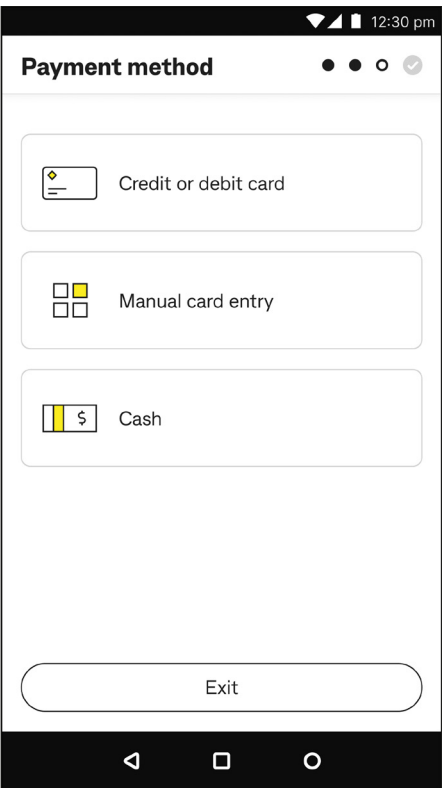 12:30 pm
Payment method
Credit or debit card
Manual card entry
$ Cash
Exit